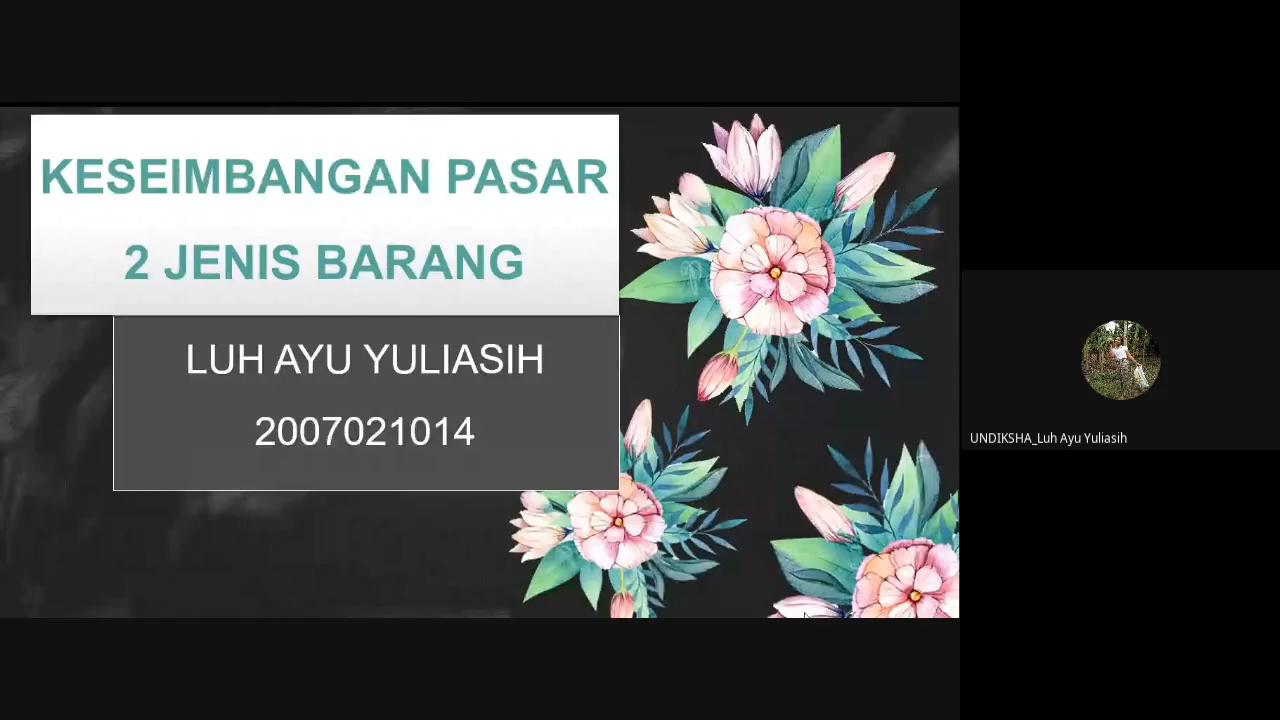 KESEIMBANGAN PASAR
2 JENIS BARANG
LUH AYU YULIASIH
2007021014
UNDIKSHA_Luh Ayu Yuliasih